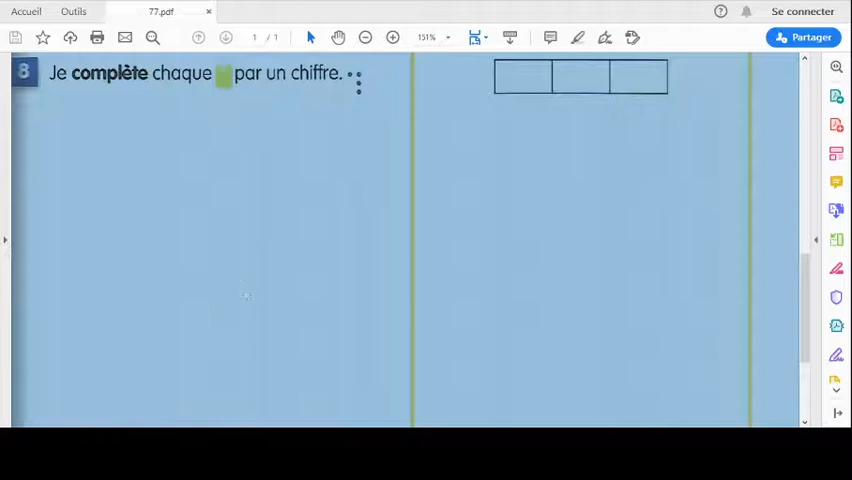 Accueil Outils 77.pdf × Se connecter
1 / 1 151% Partager
8 Je complète chaque par un chiffre.